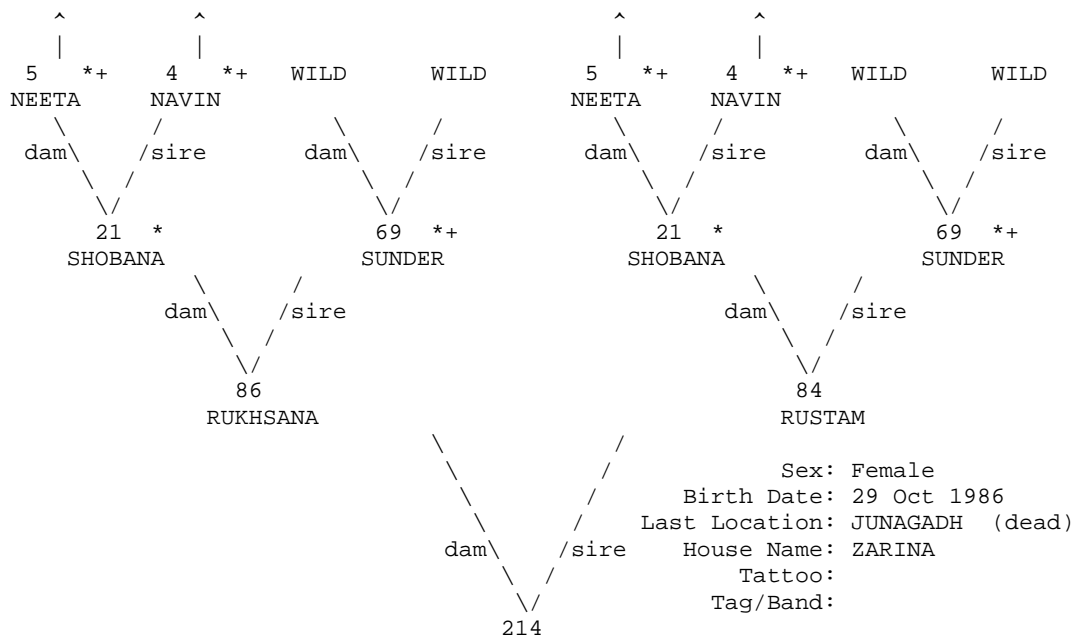 ^ ^ ^ ^
| | | |
5 *+ 4 *+ WILD WILD 5 *+ 4 *+ WILD WILD
NEETA NAVIN NEETA NAVIN
\ / \ / \ / \ /
dam\ /sire dam\ /sire dam\ /sire dam\ /sire
\ / \ / \ / \ /
\/ \/ \/ \/
21 * 69 *+ 21 * 69 *+
SHOBANA SUNDER SHOBANA SUNDER
\ / \ /
dam\ /sire dam\ /sire
\ / \ /
\/ \/
86 84
RUKHSANA RUSTAM
\ /
\ / Sex: Female
\ / Birth Date: 29 Oct 1986
\ / Last Location: JUNAGADH (dead)
dam\ /sire House Name: ZARINA
\ / Tattoo:
\/ Tag/Band:
214